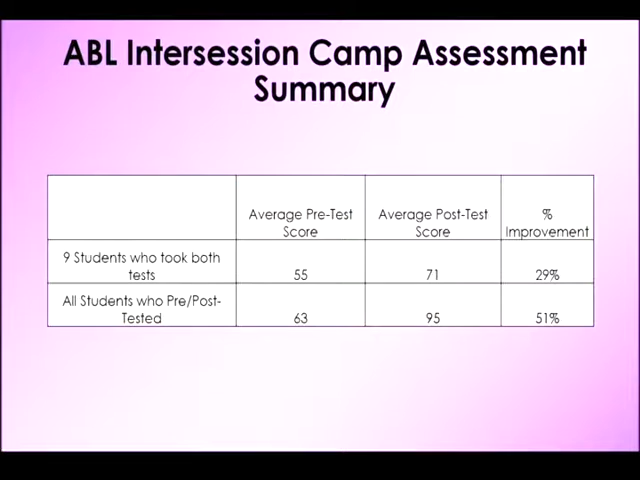 ABL Intersession Camp Assessment
Summary
Average Pre-Test
Score
Average Post-Test
Score
%
Improvement
9 Students who took both
tests
55
71
29%
All Students who Pre/Post-
Tested
63
95
51%